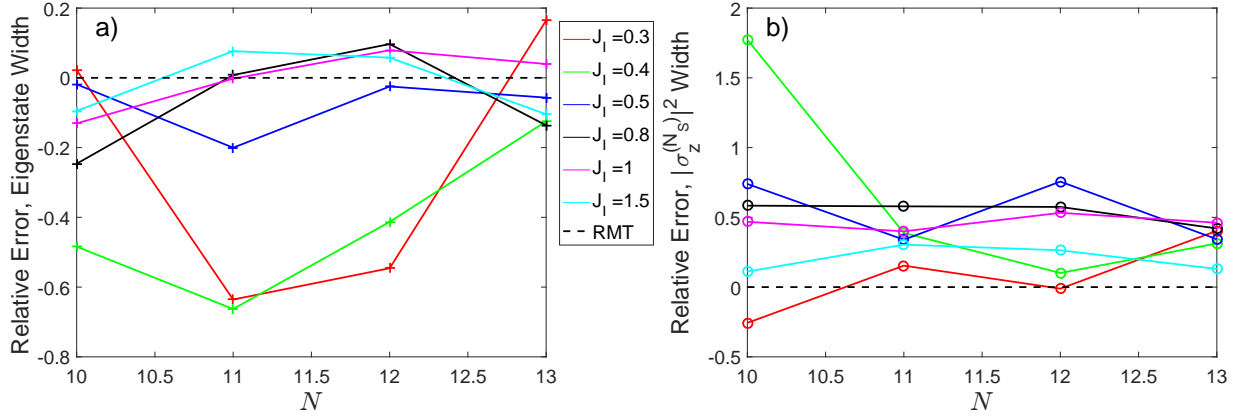 a)
Relative Error, Eigenstate Width
0.2
0
-0.2
-0.4
-0.6
-0.8
10
10.5
11
11.5
12
12.5
13
N
J_I=0.3
J_I=0.4
J_I=0.5
J_I=0.8
J_I=1
J_I=1.5
RMT
b)
Relative Error, |σ_z^(N_S)|^2 Width
2
1.5
1
0.5
0
-0.5
10
10.5
11
11.5
12
12.5
13
N